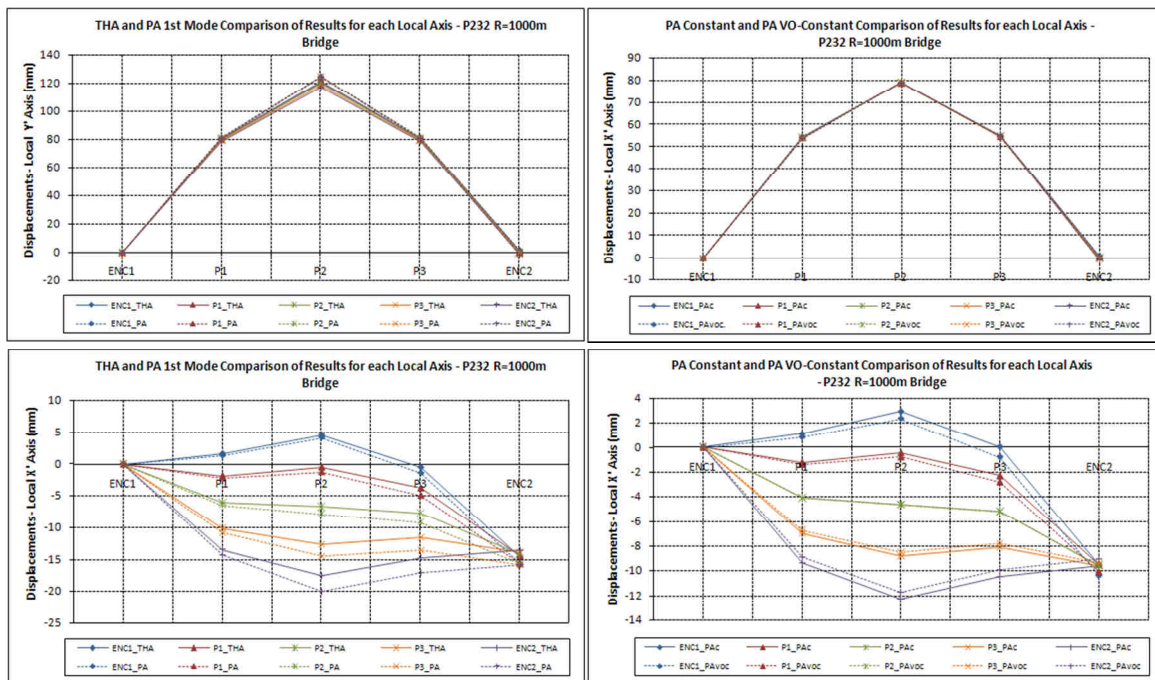 THA and PA 1st Mode Comparison of Results for each Local Axis - P232 R=1000m
Bridge
Displacements - Local Y' Axis (mm)
140
120
100
80
60
40
20
0
-20
ENC1 P1 P2 P3 ENC2
ENC1_THA P1_THA P2_THA P3_THA ENC2_THA
ENC1_PA P1_PA P2_PA P3_PA ENC2_PA
PA Constant and PA VO-Constant Comparison of Results for each Local Axis -
P232 R=1000m Bridge
Displacements - Local X' Axis (mm)
90
80
70
60
50
40
30
20
10
0
-10
ENC1 P1 P2 P3 ENC2
ENC1_PAc P1_PAc P2_PAc P3_PAc ENC2_PAc
ENC1_PAvoc. P1_PAvoc P2_PAvoc P3_PAvoc ENC2_PAvoc
THA and PA 1st Mode Comparison of Results for each Local Axis - P232 R=1000m
Bridge
Displacements - Local X' Axis (mm)
10
5
0
-5
-10
-15
-20
-25
ENC1 P1 P2 P3 ENC2
ENC1_THA P1_THA P2_THA P3_THA ENC2_THA
ENC1_PA P1_PA P2_PA P3_PA ENC2_PA
PA Constant and PA VO-Constant Comparison of Results for each Local Axis
- P232 R=1000m Bridge
Displacements - Local X' Axis (mm)
4
2
0
-2
-4
-6
-8
-10
-12
-14
ENC1 P1 P2 P3 ENC2
ENC1_PAc P1_PAc P2_PAc P3_PAc ENC2_PAc
ENC1_PAvoc P1_PAvoc P2_PAvoc P3_PAvoc ENC2_PAvoc